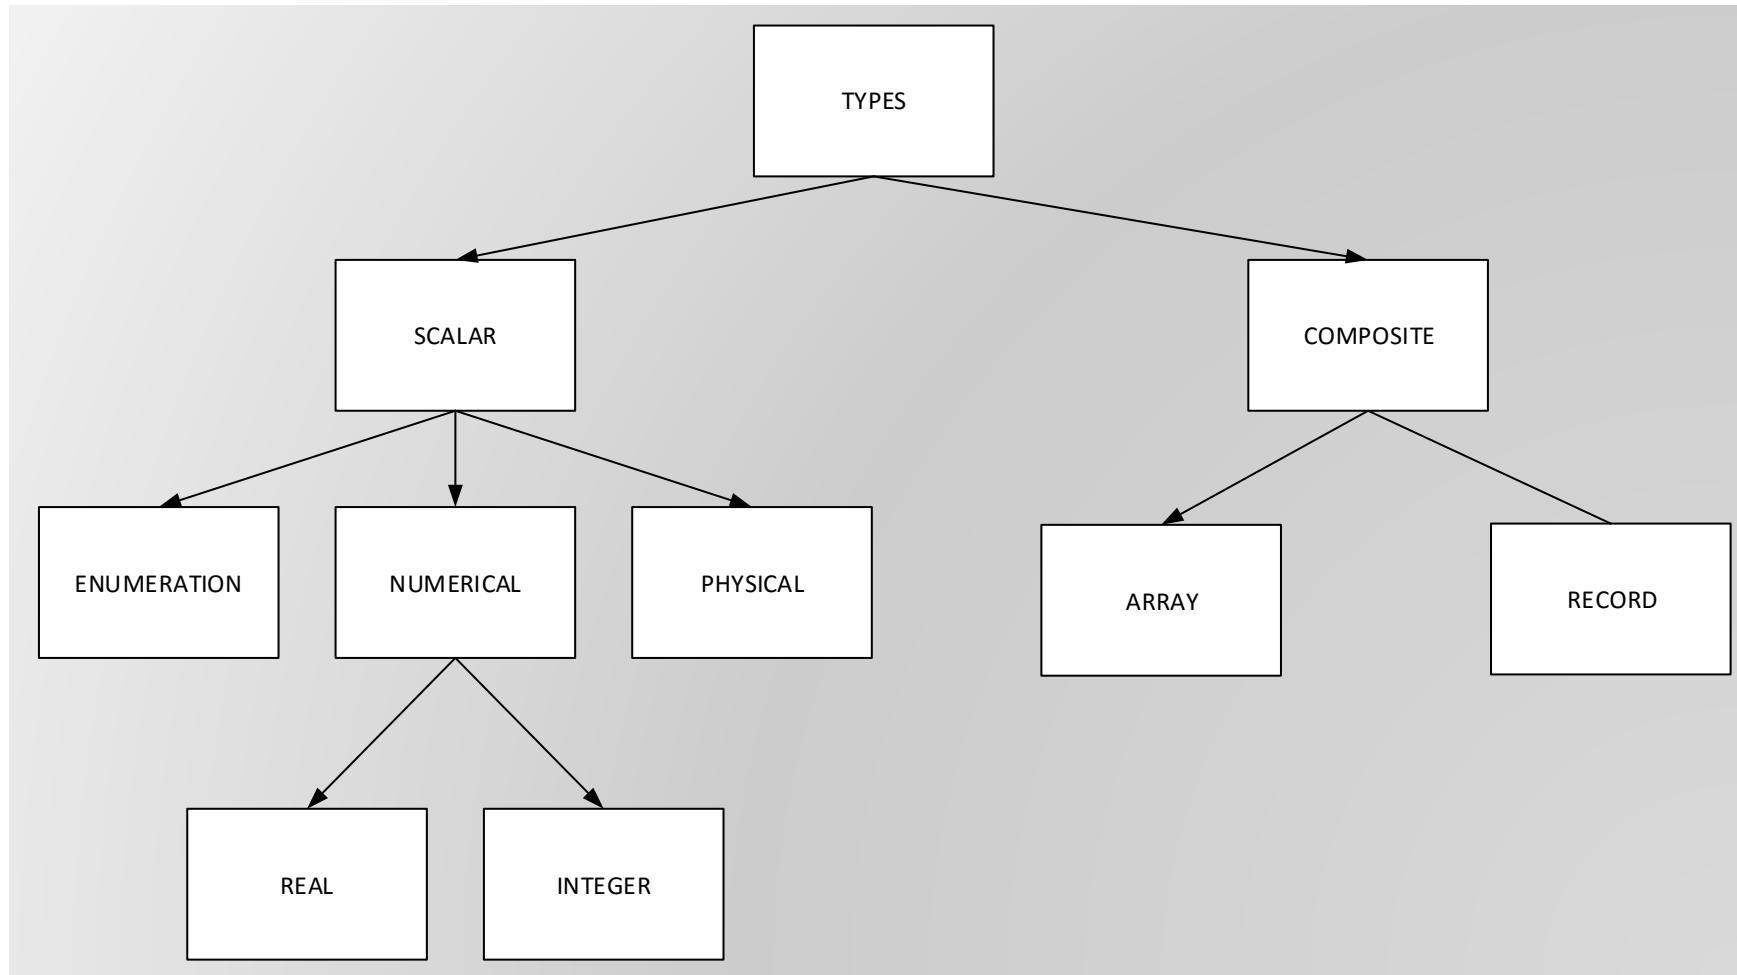 TYPES
SCALAR
COMPOSITE
ENUMERATION
NUMERICAL
PHYSICAL
ARRAY
RECORD
REAL
INTEGER